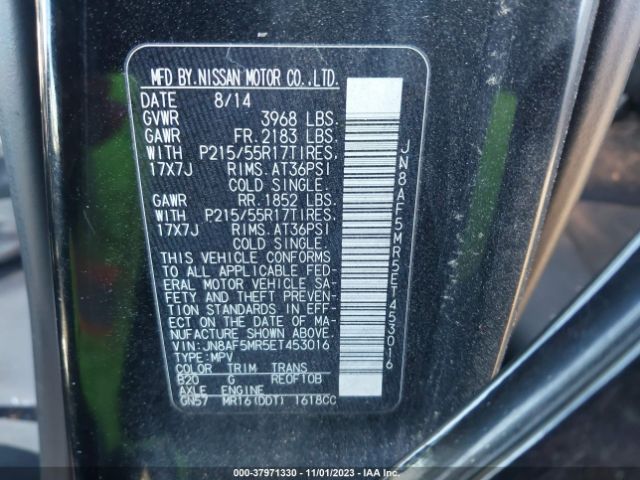 MFD BY.NISSAN MOTOR CO.,LTD.
DATE 8/14
GVWR 3968 LBS.
GAWR FR.2183 LBS.
WITH P215/55R17TIRES,
17X7J RIMS.AT36PSI
COLD SINGLE.
GAWR RR.1852 LBS.
WITH P215/55R17TIRES,
17X7J RIMS.AT36PSI
COLD SINGLE.
THIS VEHICLE CONFORMS
TO ALL APPLICABLE FED-
ERAL MOTOR VEHICLE SA-
FETY AND THEFT PREVEN-
TION STANDARDS IN EFF-
ECT ON THE DATE OF MA-
NUFACTURE SHOWN ABOVE.
VIN:JN8AF5MR5ET453016
TYPE:MPV
COLOR TRIM TRANS
B20 G RE0F10B
AXLE ENGINE
GN57 MR16(DDT) 1618CC
JN8AF5MR5ET453016
000-37971330 - 11/01/2023 - IAA Inc.